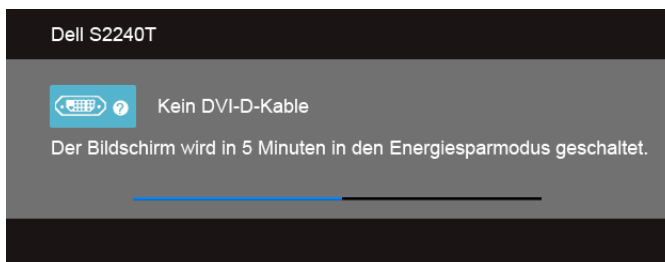 Dell S2240T
Kein DVI-D-Kable
Der Bildschirm wird in 5 Minuten in den Energiesparmodus geschaltet.